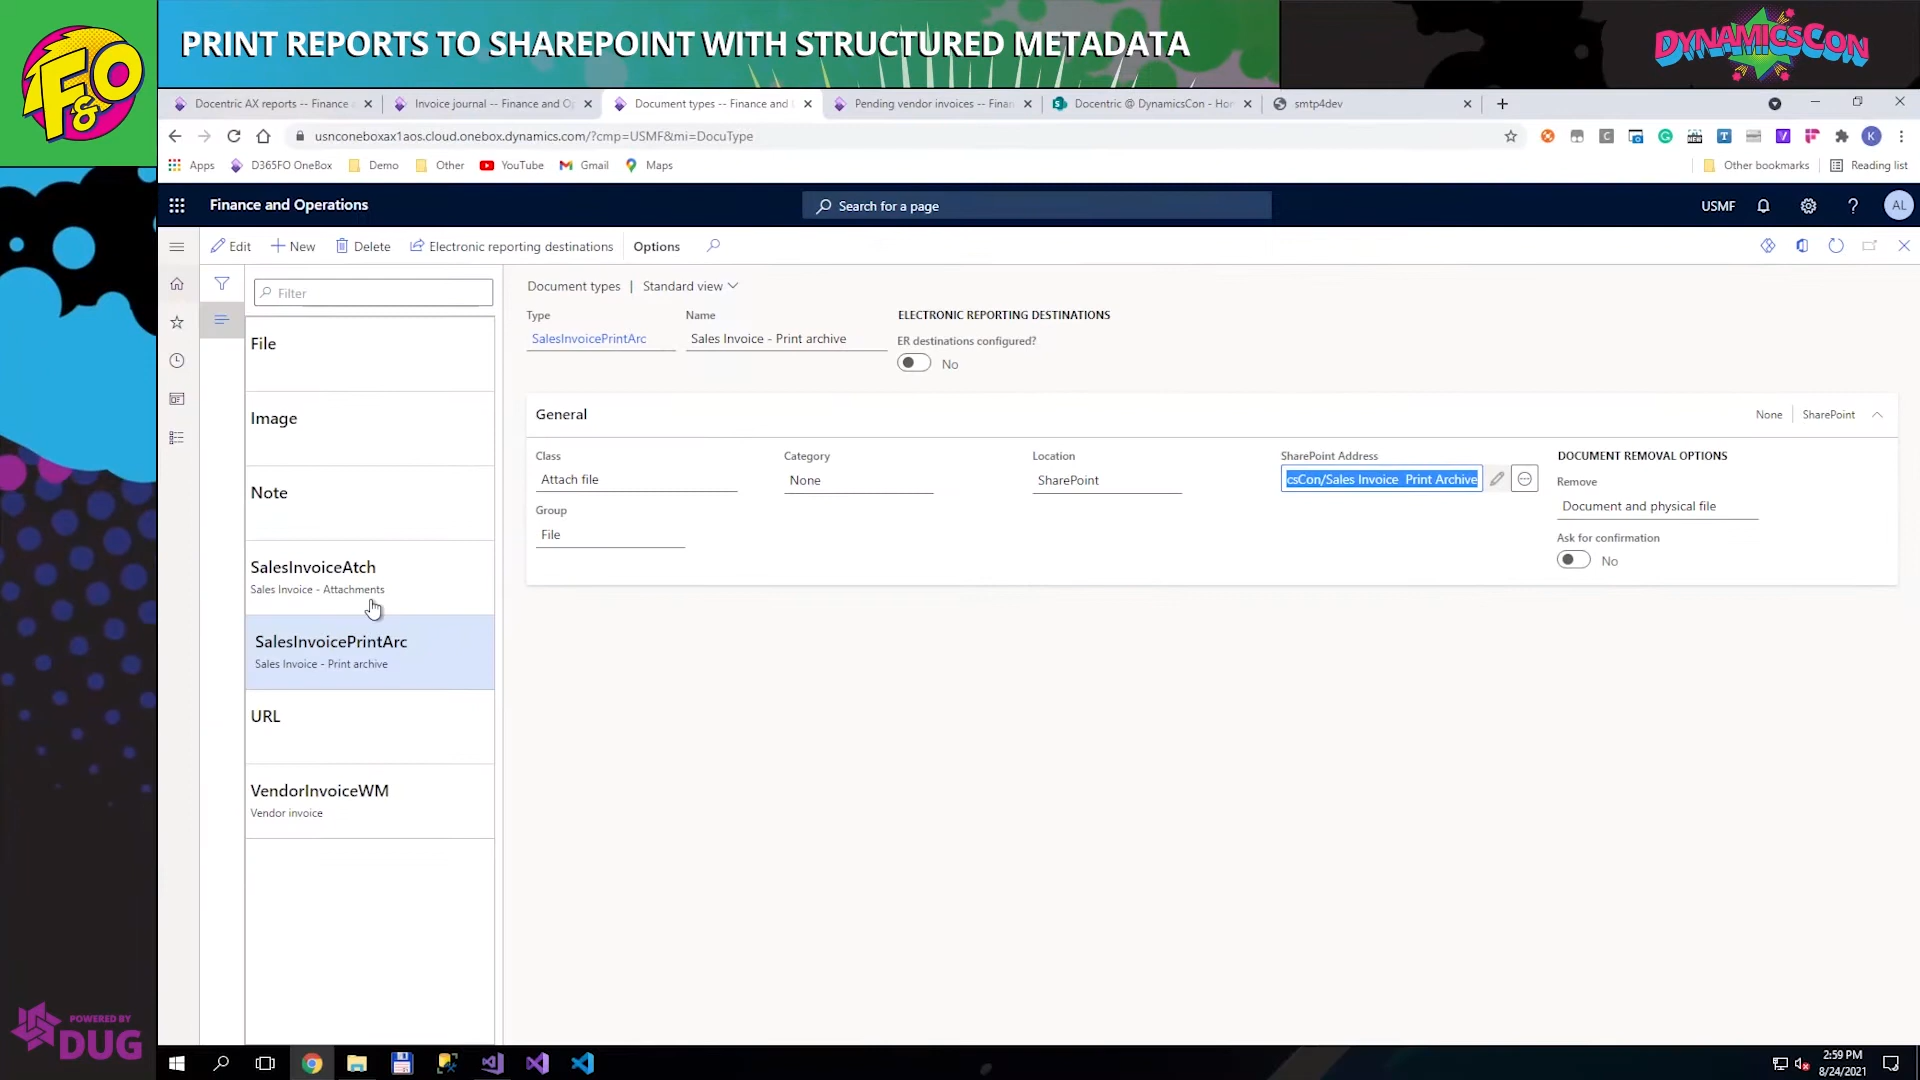 F&O
PRINT REPORTS TO SHAREPOINT WITH STRUCTURED METADATA
DYNAMICSCON
Docentric AX reports -- Finance
Invoice journal -- Finance and O
Document types -- Finance and
Pending vendor invoices -- Finan
Docentric @ DynamicsCon - Ho
smtp4dev
usnconeboxax1aos.cloud.onebox.dynamics.com/?cmp=USMF&mi=DocuType
K
Apps
D365FO OneBox
Demo
Other
YouTube
Gmail
Maps
Other bookmarks
Reading list
Finance and Operations
Search for a page
USMF
AL
Edit
New
Delete
Electronic reporting destinations
Options
Filter
File
Image
Note
SalesInvoiceAtch
Sales Invoice - Attachments
SalesInvoicePrintArc
Sales Invoice - Print archive
URL
VendorInvoiceWM
Vendor invoice
Document types | Standard view
Type
SalesInvoicePrintArc
Name
Sales Invoice - Print archive
ELECTRONIC REPORTING DESTINATIONS
ER destinations configured?
No
General
None
SharePoint
Class
Attach file
Group
File
Category
None
Location
SharePoint
SharePoint Address
csCon/Sales Invoice  Print Archive
DOCUMENT REMOVAL OPTIONS
Remove
Document and physical file
Ask for confirmation
No
POWERED BY
DUG
2:59 PM
8/24/2021